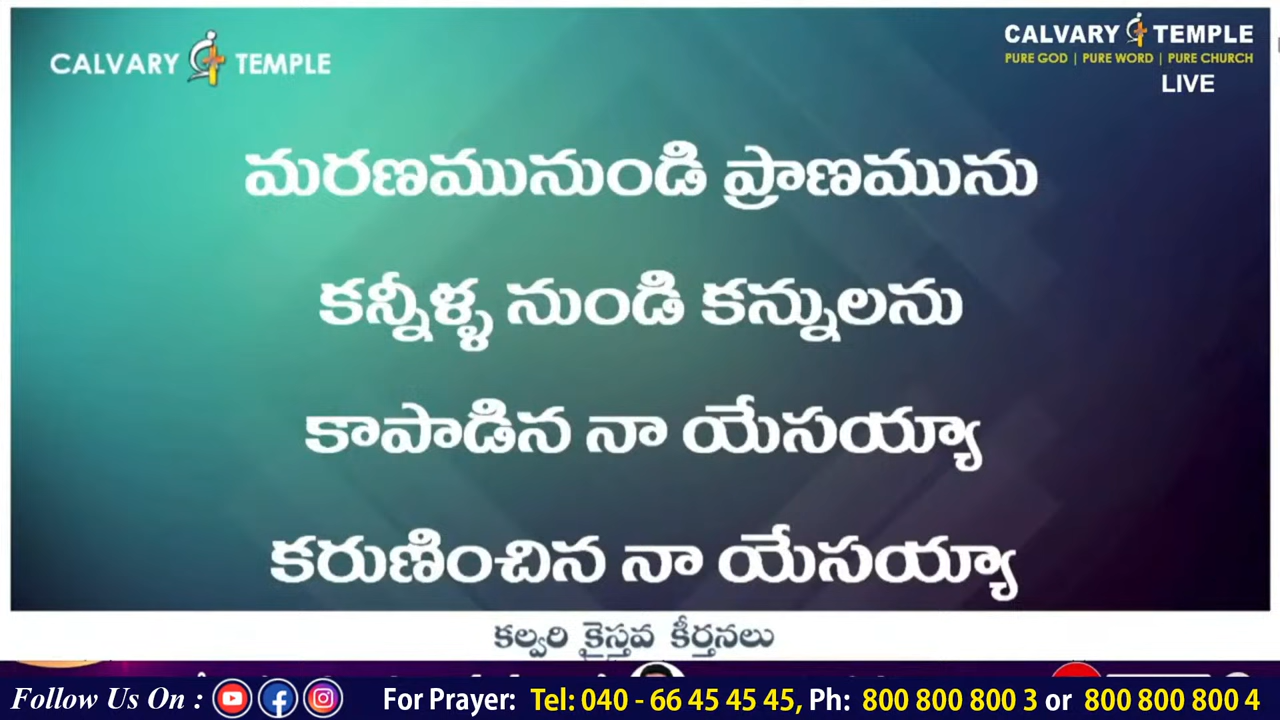 CALVARY TEMPLE
CALVARY TEMPLE
PURE GOD | PURE WORD | PURE CHURCH
LIVE
మరణమునుండి ప్రాణమును
కన్నీళ్ళ నుండి కన్నులను
కాపాడిన నా యేసయ్యా
కరుణించిన నా యేసయ్యా
కల్వరి క్రైస్తవ కీర్తనలు
Follow Us On : For Prayer: Tel: 040 - 66 45 45 45, Ph: 800 800 800 3 or 800 800 800 4